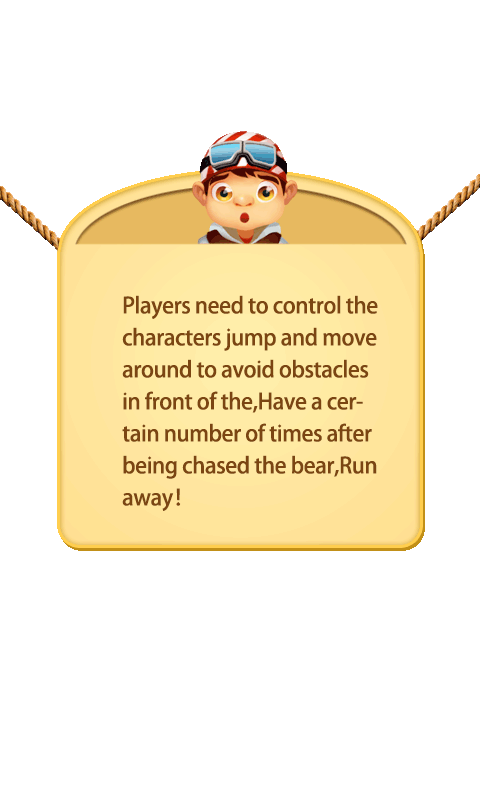 Players need to control the
characters jump and move
around to avoid obstacles
in front of the,Have a cer-
tain number of times after
being chased the bear,Run
away!